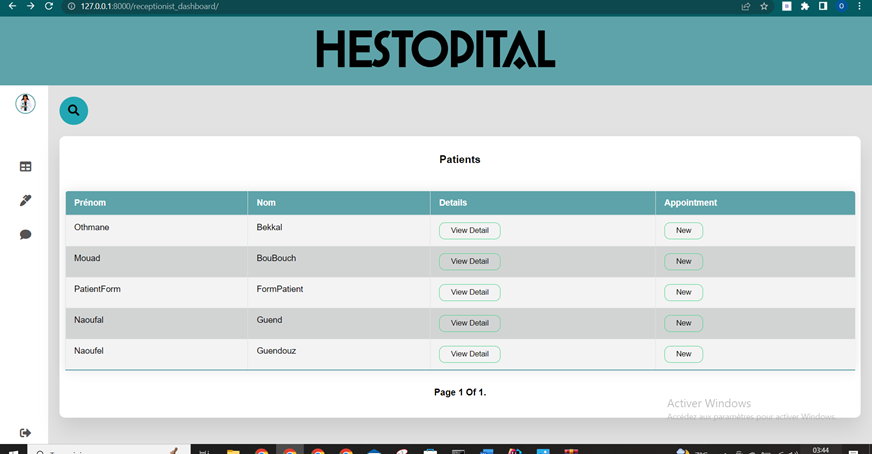 127.0.0.1:8000/receptionist_dashboard/
HESTOPITAL
Patients
Prénom Nom Details Appointment
Othmane Bekkal View Detail New
Mouad BouBouch View Detail New
PatientForm FormPatient View Detail New
Naoufal Guend View Detail New
Naoufel Guendouz View Detail New
Page 1 Of 1.
Activer Windows
Accédez aux paramètres pour activer Windows.
03:44